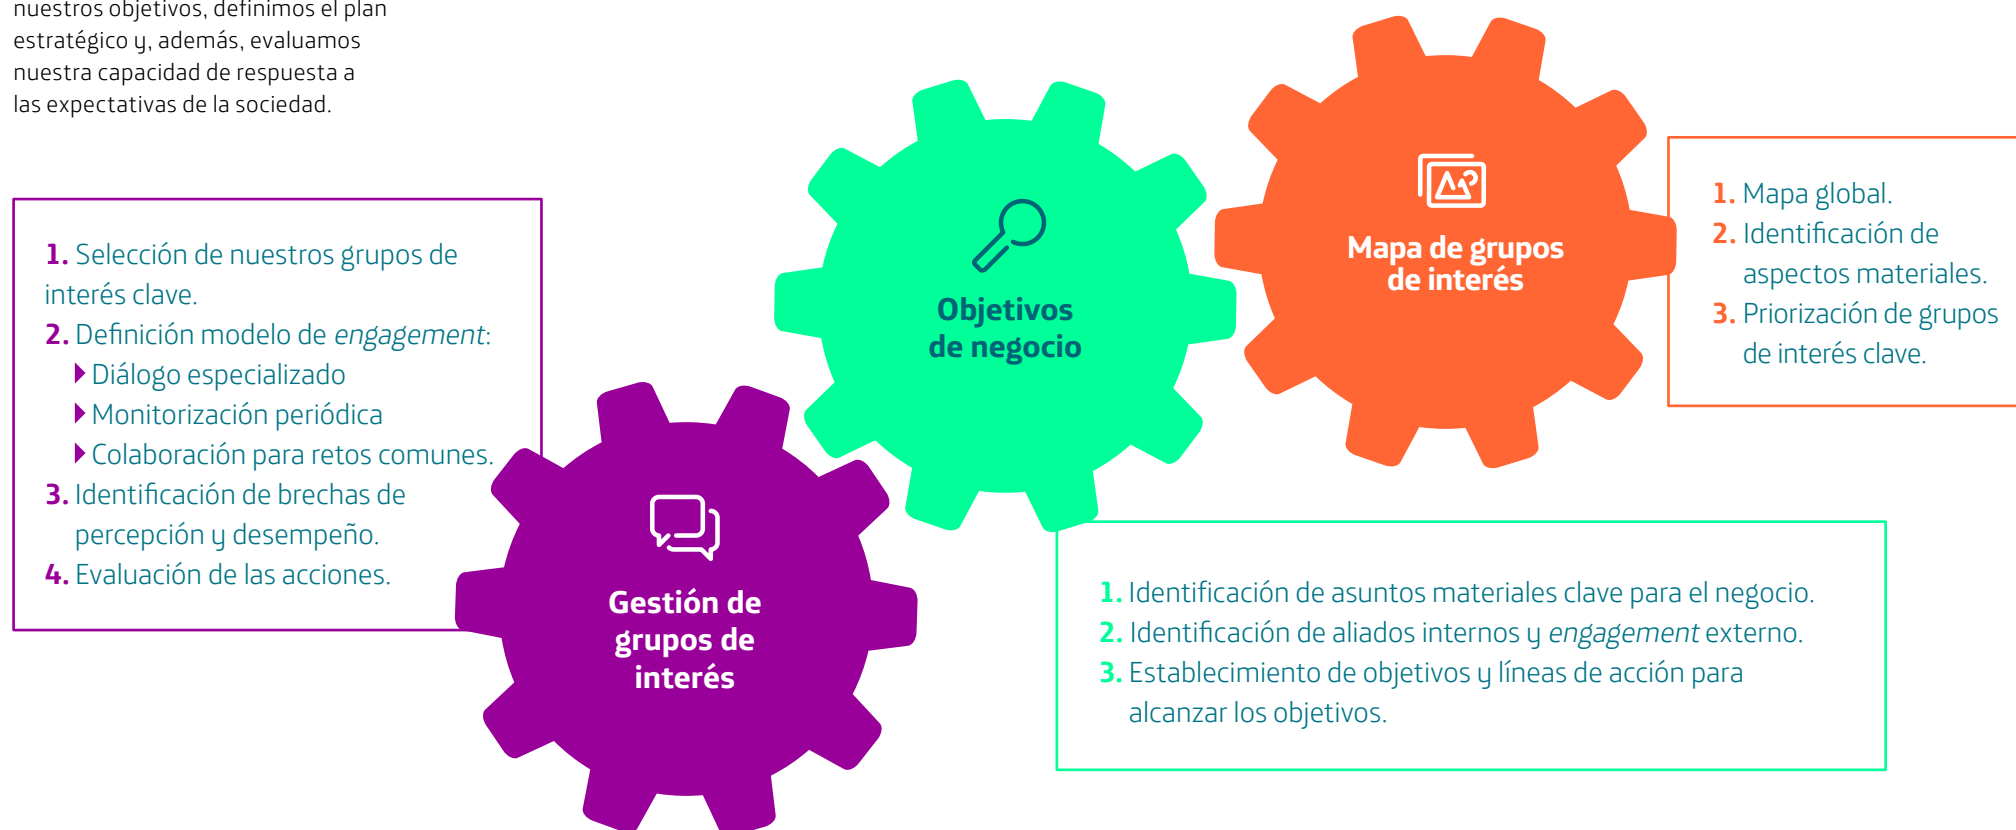 nuestros objetivos, definimos el plan
estratégico y, además, evaluamos
nuestra capacidad de respuesta a
las expectativas de la sociedad.
1. Selección de nuestros grupos de
interés clave.
2. Definición modelo de engagement:
Diálogo especializado
Monitorización periódica
Colaboración para retos comunes.
3. Identificación de brechas de
percepción y desempeño.
4. Evaluación de las acciones.
Gestión de
grupos de
interés
Objetivos
de negocio
1. Identificación de asuntos materiales clave para el negocio.
2. Identificación de aliados internos y engagement externo.
3. Establecimiento de objetivos y líneas de acción para
alcanzar los objetivos.
Mapa de grupos
de interés
1. Mapa global.
2. Identificación de
aspectos materiales.
3. Priorización de grupos
de interés clave.